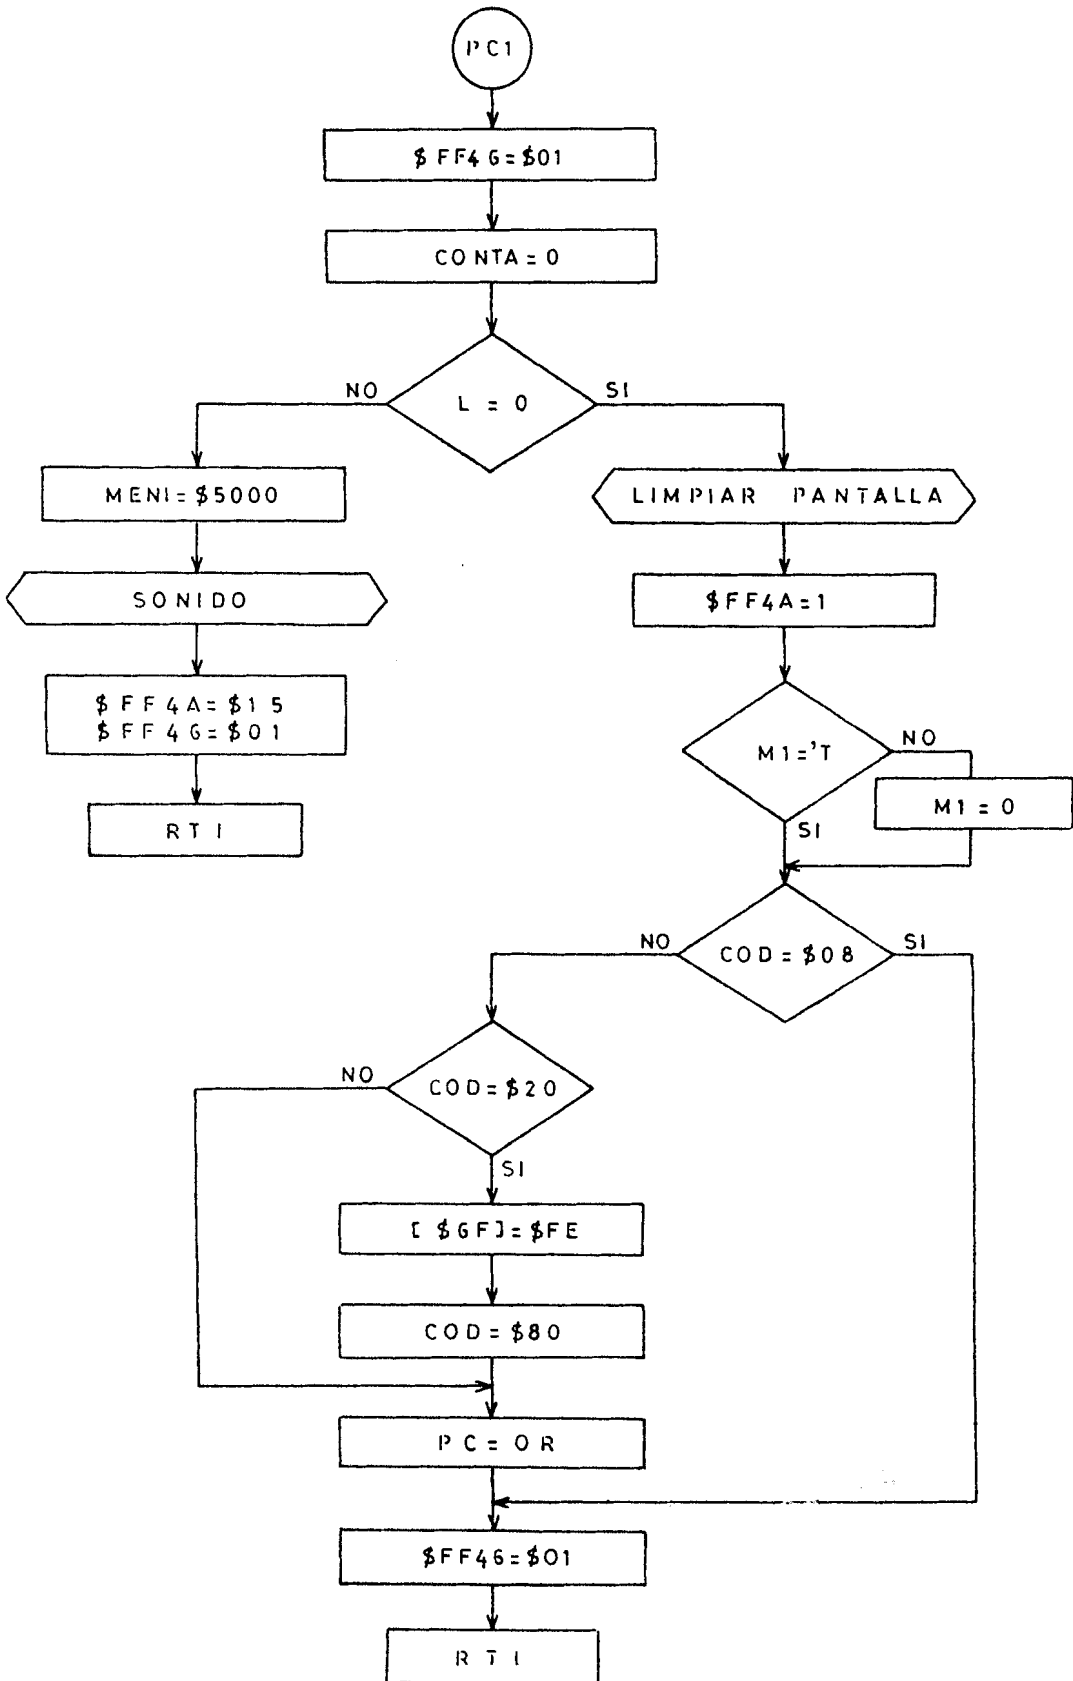 PC1
$FF46=$01
CONTA=0
NO
L = 0
SI
MENI=$5000
LIMPIAR PANTALLA
SONIDO
$FF4A=1
$FF4A=$15
$FF46=$01
M1='T
NO
M1=0
RTI
SI
NO
COD=$08
SI
NO
COD=$20
SI
[$6F]=$FE
COD=$80
PC=OR
$FF46=$01
RTI